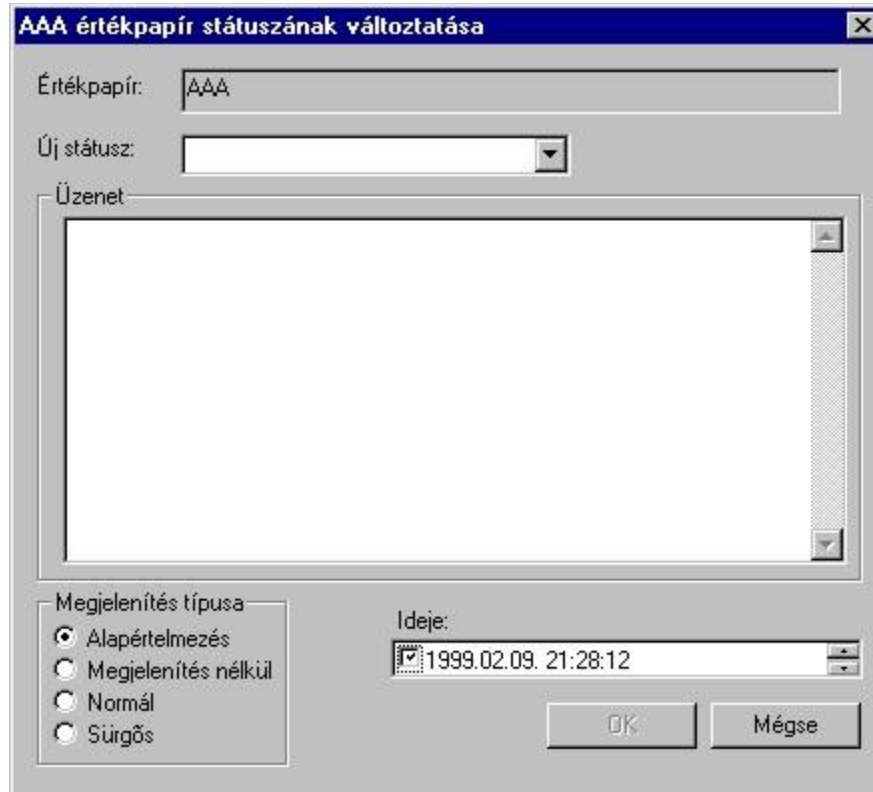 AAA értékpapír státuszának változtatása
Értékpapír: AAA
Új státusz:
Üzenet
Megjelenítés típusa
Alapértelmezés
Megjelenítés nélkül
Normál
Sürgõs
Ideje:
1999.02.09. 21:28:12
OK Mégse